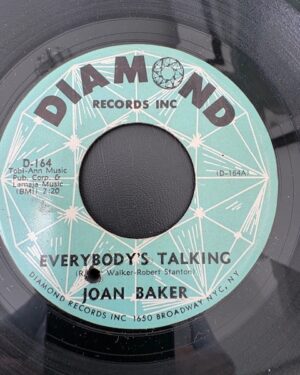 DIAMOND
RECORDS INC
D-164
Tobi-Ann Music
Pub. Corp. &
Lamaja Music
(BMI) 2:20
(D-164A)
EVERYBODY'S TALKING
Walker-Robert Stanton)
JOAN BAKER
DIAMOND RECORDS INC 1650 BROADWAY NYC, NY